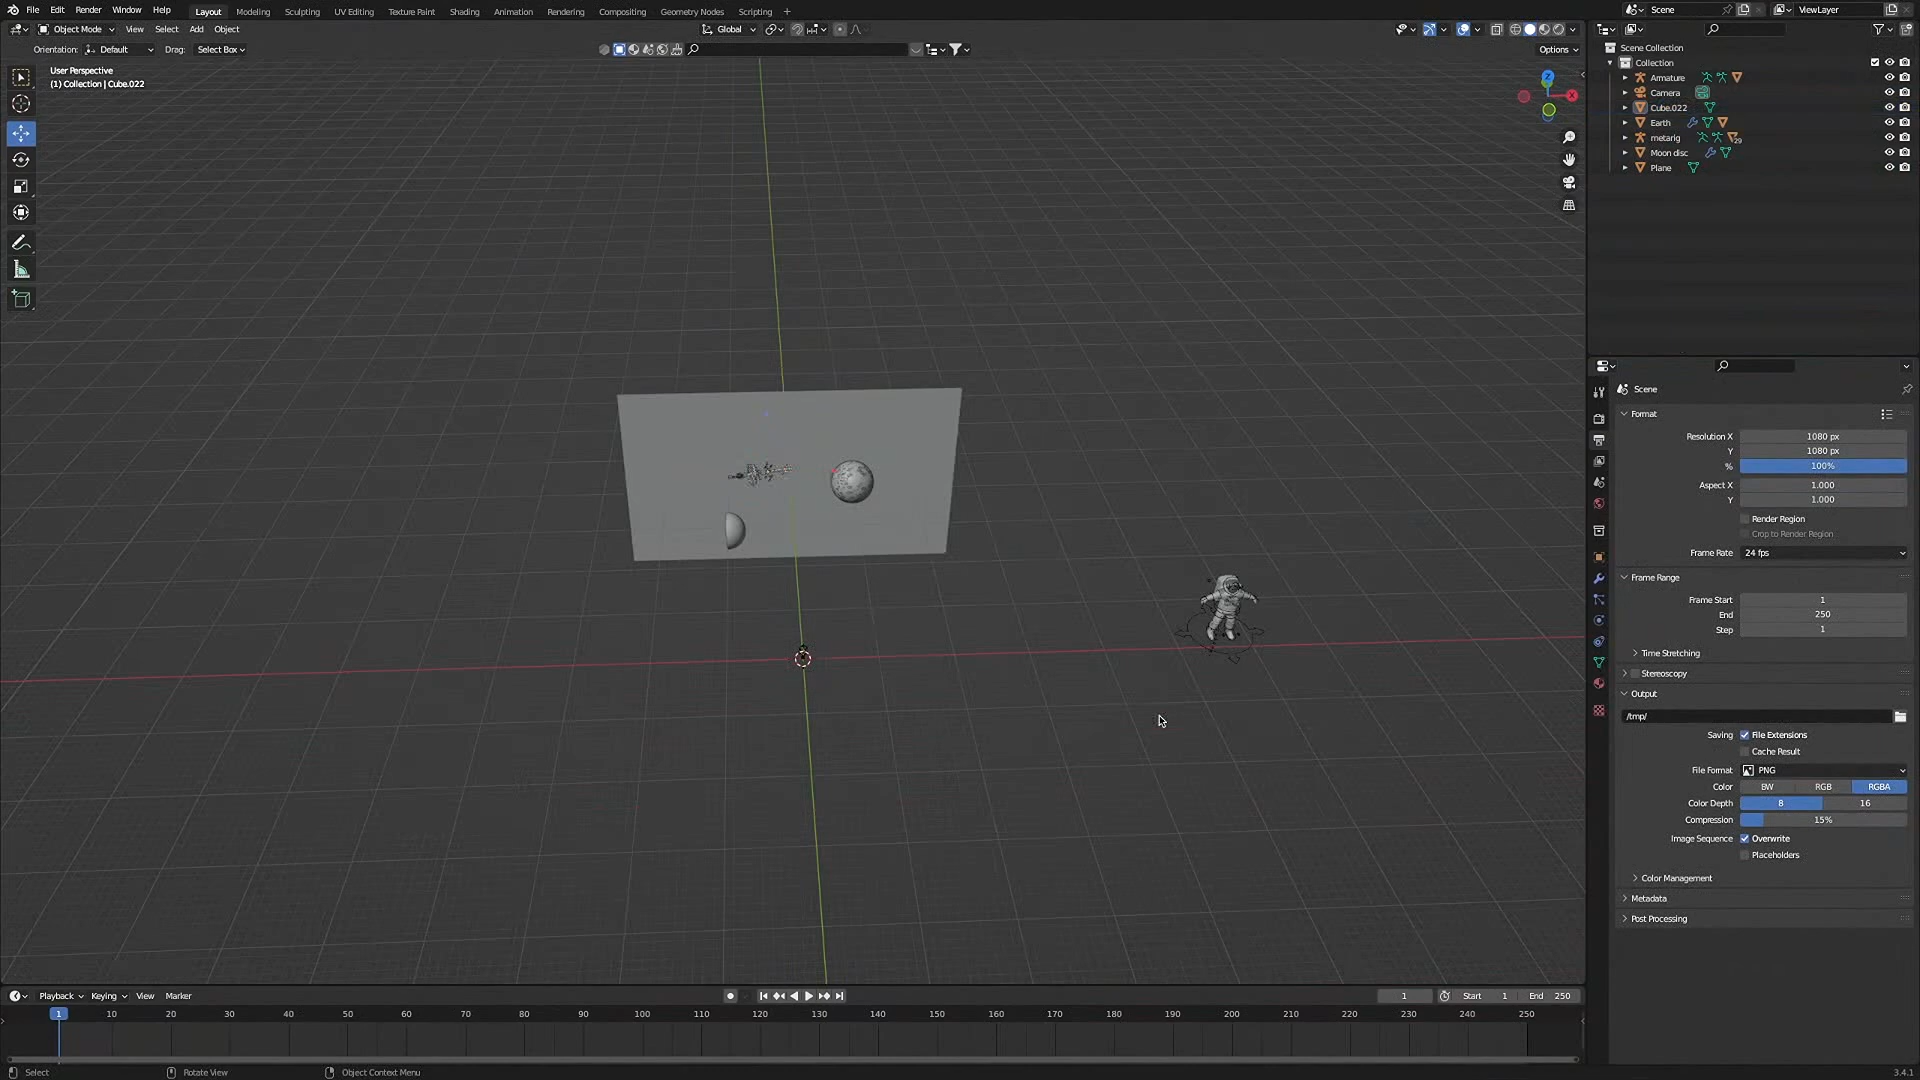 File Edit Render Window Help Layout Modeling Sculpting UV Editing Texture Paint Shading Animation Rendering Compositing Geometry Nodes Scripting + Scene ViewLayer
Object Mode View Select Add Object Global
Orientation: Default Drag: Select Box Options
User Perspective
(1) Collection | Cube.022
Z
X
Scene Collection
Collection
Armature
Camera
Cube.022
Earth
metarig 29
Moon disc
Plane
Scene
Format
Resolution X 1080 px
Y 1080 px
% 100%
Aspect X 1.000
Y 1.000
Render Region
Crop to Render Region
Frame Rate 24 fps
Frame Range
Frame Start 1
End 250
Step 1
Time Stretching
Stereoscopy
Output
/tmp/
Saving File Extensions
Cache Result
File Format PNG
Color BW RGB RGBA
Color Depth 8 16
Compression 15%
Image Sequence Overwrite
Placeholders
Color Management
Metadata
Post Processing
Playback Keying View Marker 1 Start 1 End 250
1 10 20 30 40 50 60 70 80 90 100 110 120 130 140 150 160 170 180 190 200 210 220 230 240 250
Select Rotate View Object Context Menu 3.4.1